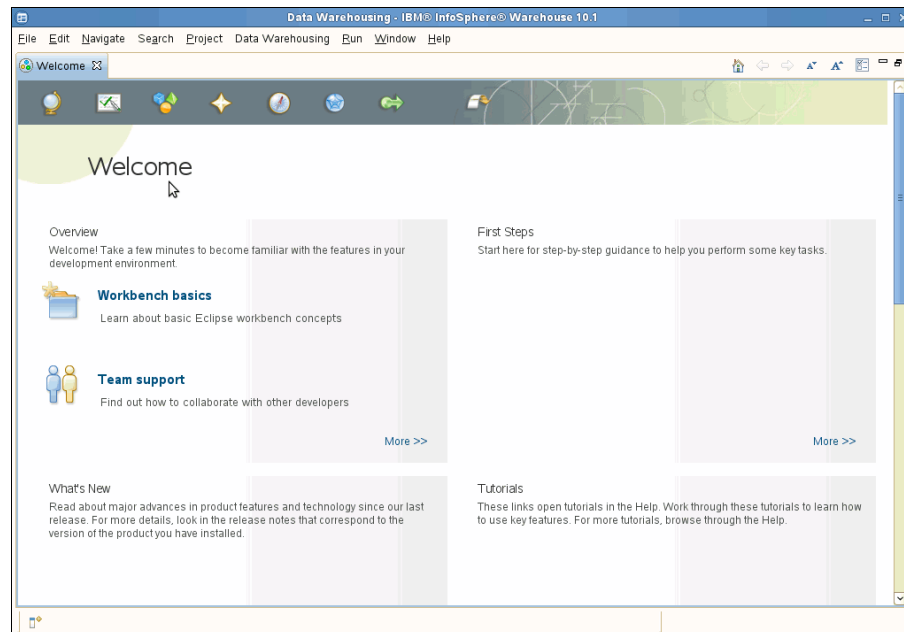 Data Warehousing - IBM® InfoSphere® Warehouse 10.1
File Edit Navigate Search Project Data Warehousing Run Window Help
Welcome
Welcome
Overview
Welcome! Take a few minutes to become familiar with the features in your
development environment.
Workbench basics
Learn about basic Eclipse workbench concepts
Team support
Find out how to collaborate with other developers
More >>
First Steps
Start here for step-by-step guidance to help you perform some key tasks.
More >>
What's New
Read about major advances in product features and technology since our last
release. For more details, look in the release notes that correspond to the
version of the product you have installed.
Tutorials
These links open tutorials in the Help. Work through these tutorials to learn how
to use key features. For more tutorials, browse through the Help.